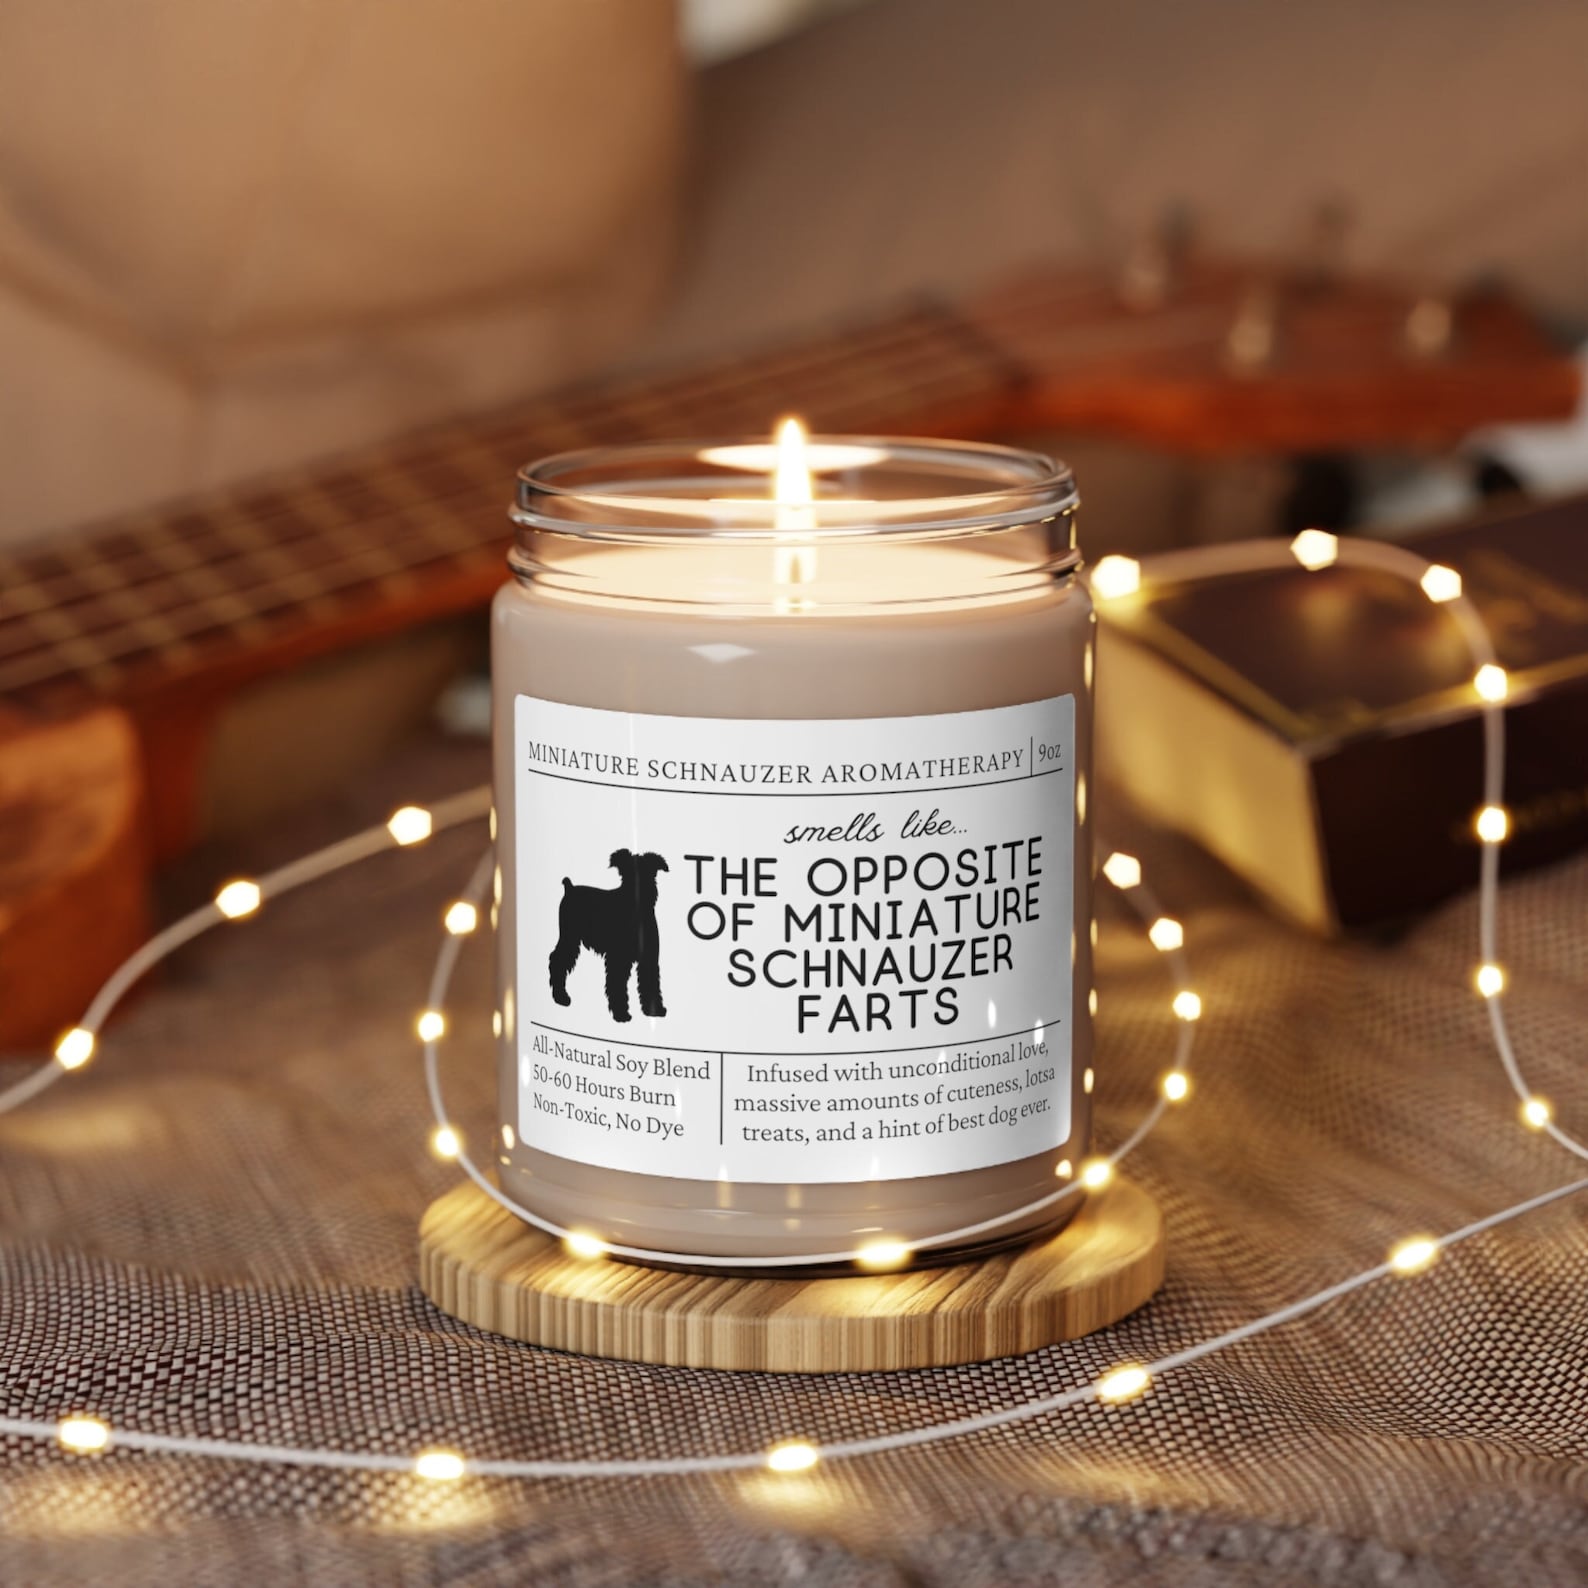 MINIATURE SCHNAUZER AROMATHERAPY | 9oz
smells like...
THE OPPOSITE
OF MINIATURE
SCHNAUZER
FARTS
All-Natural Soy Blend
50-60 Hours Burn
Non-Toxic, No Dye
Infused with unconditional love,
massive amounts of cuteness, lotsa
treats, and a hint of best dog ever.